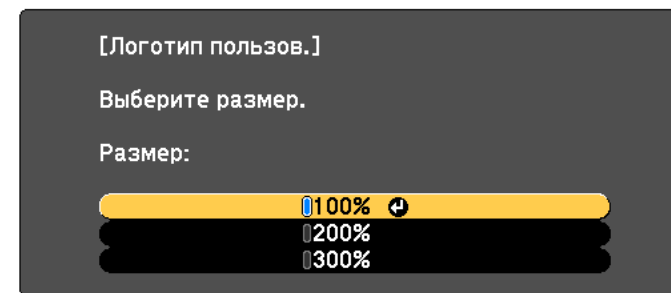 [Логотип пользов.]
Выберите размер.
Размер:
100%
200%
300%